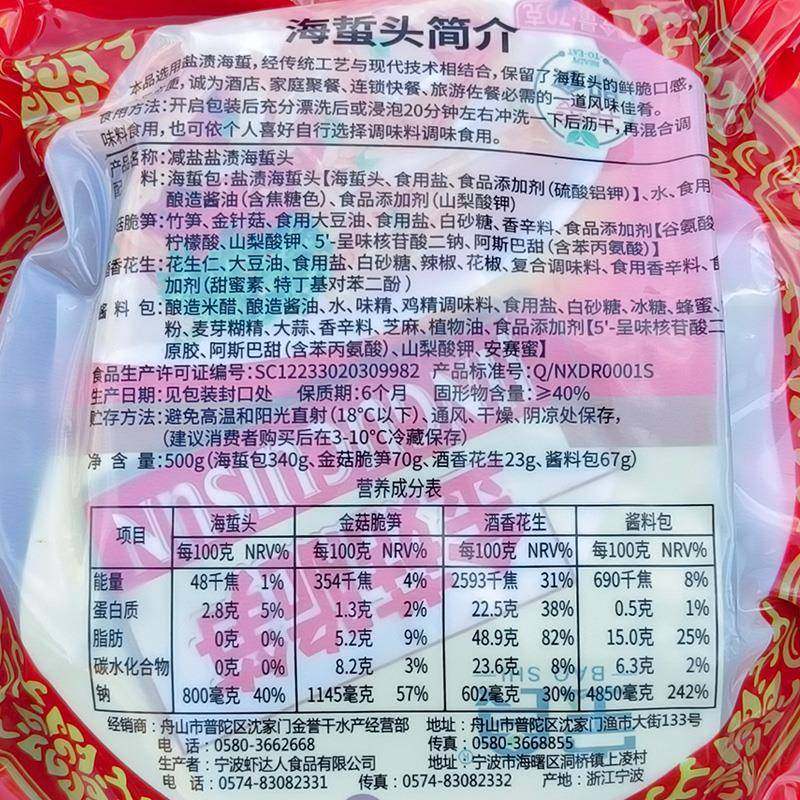 海蜇头简介
本品选用盐渍海蜇,经传统工艺与现代技术相结合,保留了海蜇头的鲜脆口感,
便,诚为酒店、家庭聚餐、连锁快餐、旅游佐餐必需的一道风味佳肴。
食用方法:开启包装后充分漂洗后或浸泡20分钟左右冲洗一下后沥干,再混合调
味料食用,也可依个人喜好自行选择调味料调味食用。
产品名称:减盐盐渍海蜇头
配 料:海蜇包:盐渍海蜇头【海蜇头、食用盐、食品添加剂(硫酸铝钾)】、水、食用
酿造酱油(含焦糖色)、食品添加剂(山梨酸钾)
菇脆笋:竹笋、金针菇、食用大豆油、食用盐、白砂糖、香辛料、食品添加剂【谷氨酸
柠檬酸、山梨酸钾、5'-呈味核苷酸二钠、阿斯巴甜(含苯丙氨酸)】
酒香花生:花生仁、大豆油、食用盐、白砂糖、辣椒、花椒、复合调味料、食用香辛料、食
加剂(甜蜜素、特丁基对苯二酚)
酱料包:酿造米醋、酿造酱油、水、味精、鸡精调味料、食用盐、白砂糖、冰糖、蜂蜜、
粉、麦芽糊精、大蒜、香辛料、芝麻、植物油、食品添加剂【5'-呈味核苷酸二
原胶、阿斯巴甜(含苯丙氨酸)、山梨酸钾、安赛蜜】
食品生产许可证编号:SC12233020309982 产品标准号:Q/NXDR0001S
生产日期:见包装封口处 保质期:6个月 固形物含量:≥40%
贮存方法:避免高温和阳光直射(18℃以下)、通风、干燥、阴凉处保存,
(建议消费者购买后在3-10℃冷藏保存)
净 含 量:500g(海蜇包340g、金菇脆笋70g、酒香花生23g、酱料包67g)
营养成分表
项目 海蜇头 金菇脆笋 酒香花生 酱料包
每100克 NRV% 每100克 NRV% 每100克 NRV% 每100克 NRV%
能量 48千焦 1% 354千焦 4% 2593千焦 31% 690千焦 8%
蛋白质 2.8克 5% 1.3克 2% 22.5克 38% 0.5克 1%
脂肪 0克 0% 5.2克 9% 48.9克 82% 15.0克 25%
碳水化合物 0克 0% 8.2克 3% 23.6克 8% 6.3克 2%
钠 800毫克 40% 1145毫克 57% 602毫克 30% 4850毫克 242%
经销商:舟山市普陀区沈家门金誉干水产经营部 地址:舟山市普陀区沈家门渔市大街133号
电 话:0580-3662668 传真:0580-3668855
生产者:宁波虾达人食品有限公司 地址:宁波市海曙区洞桥镇上凌村
电 话:0574-83082331 传真:0574-83082332 产地:浙江宁波